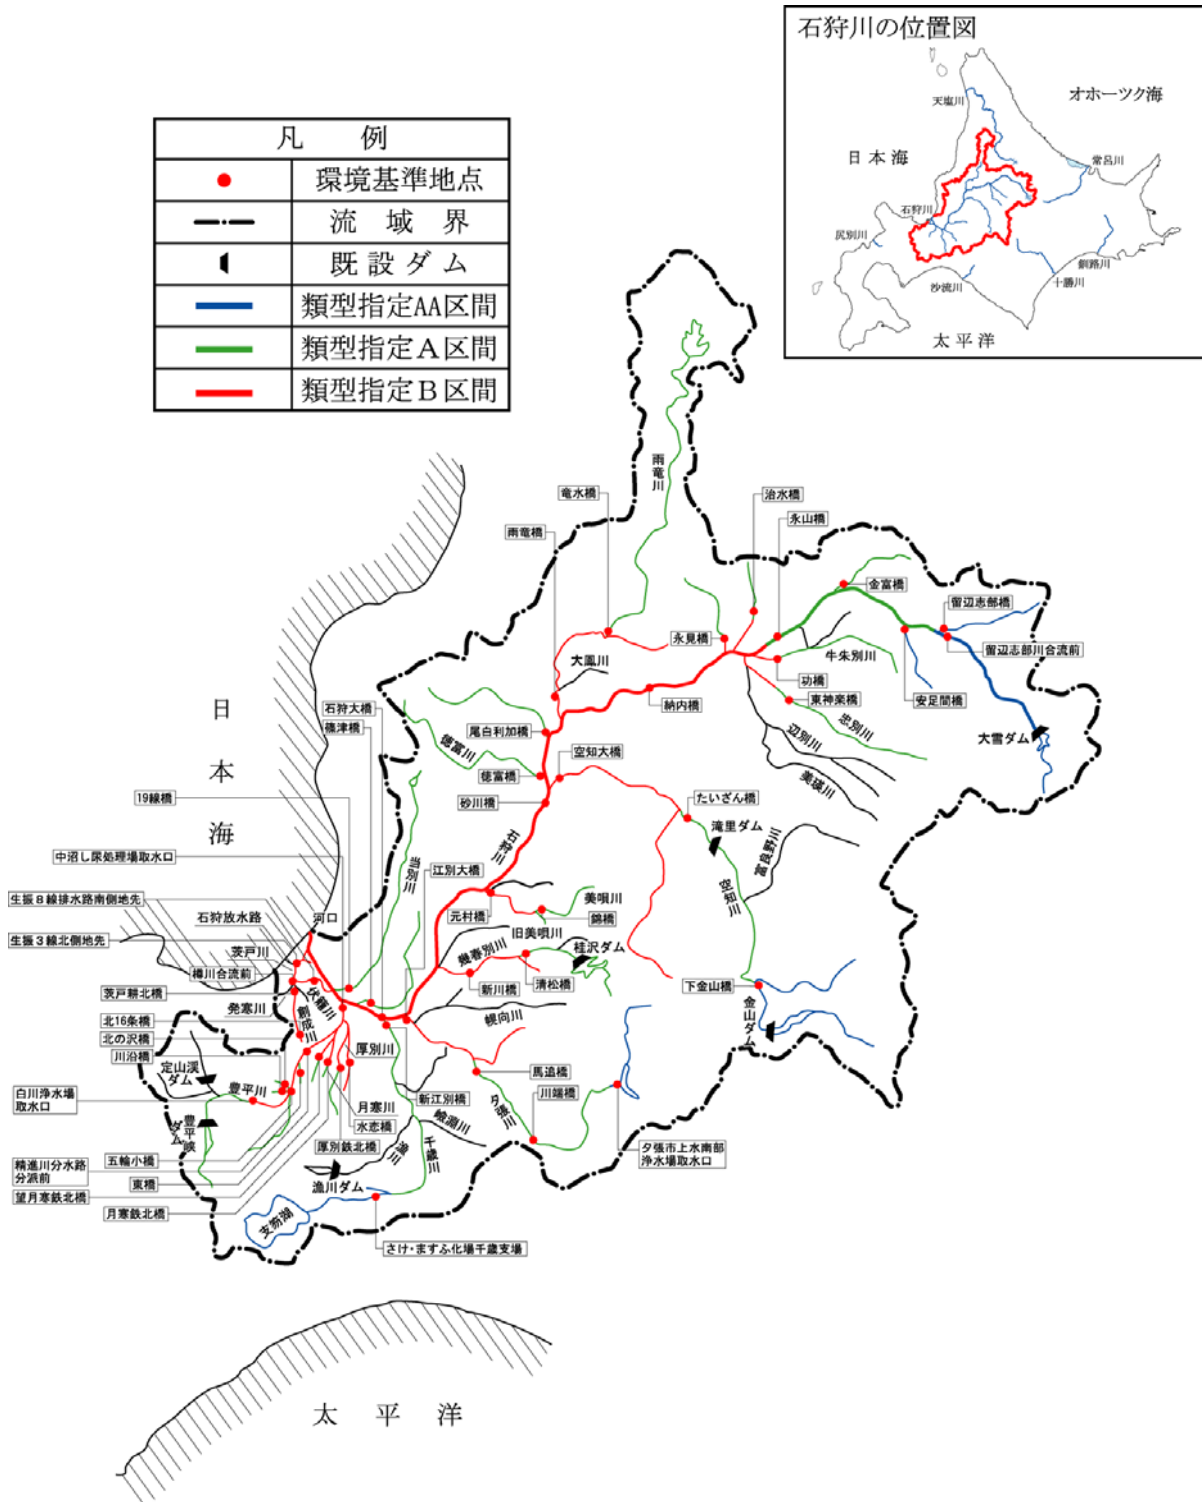 石狩川の位置図
オホーツク海
天塩川
日本海
常呂川
石狩川
尻別川
釧路川
十勝川
沙流川
太平洋
凡 例
環境基準地点
流 域 界
既設ダム
類型指定AA区間
類型指定A区間
類型指定B区間
雨竜川
竜水橋
治水橋
雨竜橋
永山橋
金富橋
留辺志部橋
永見橋
留辺志部川合流前
牛朱別川
大鳳川
功橋
東神楽橋
安足間橋
忠別川
納内橋
石狩大橋
篠津橋
尾白利加橋
徳富川
辺別川
大雪ダム
空知大橋
徳富橋
美瑛川
19線橋
砂川橋
たいざん橋
滝里ダム
石狩川
富良野川
中沼し尿処理場取水口
当別川
江別大橋
空知川
生振8線排水路南側地先
美唄川
石狩放水路
河口
元村橋
錦橋
旧美唄川
生振3線北側地先
茨戸川
幾春別川
桂沢ダム
樽川合流前
新川橋
清松橋
下金山橋
茨戸耕北橋
発寒川
伏籠川
創成川
金山ダム
北16条橋
幌向川
北の沢橋
厚別川
川沿橋
定山渓
ダム
馬追橋
豊平川
白川浄水場
取水口
月寒川
新江別橋
川端橋
夕張川
水恋橋
豊平峡
ダム
嶮淵川
厚別鉄北橋
千歳川
夕張市上水南部
浄水場取水口
五輪小橋
漁川
精進川分水路
分派前
東橋
漁川ダム
望月寒鉄北橋
月寒鉄北橋
支笏湖
さけ・ますふ化場千歳支場
日本海
太 平 洋